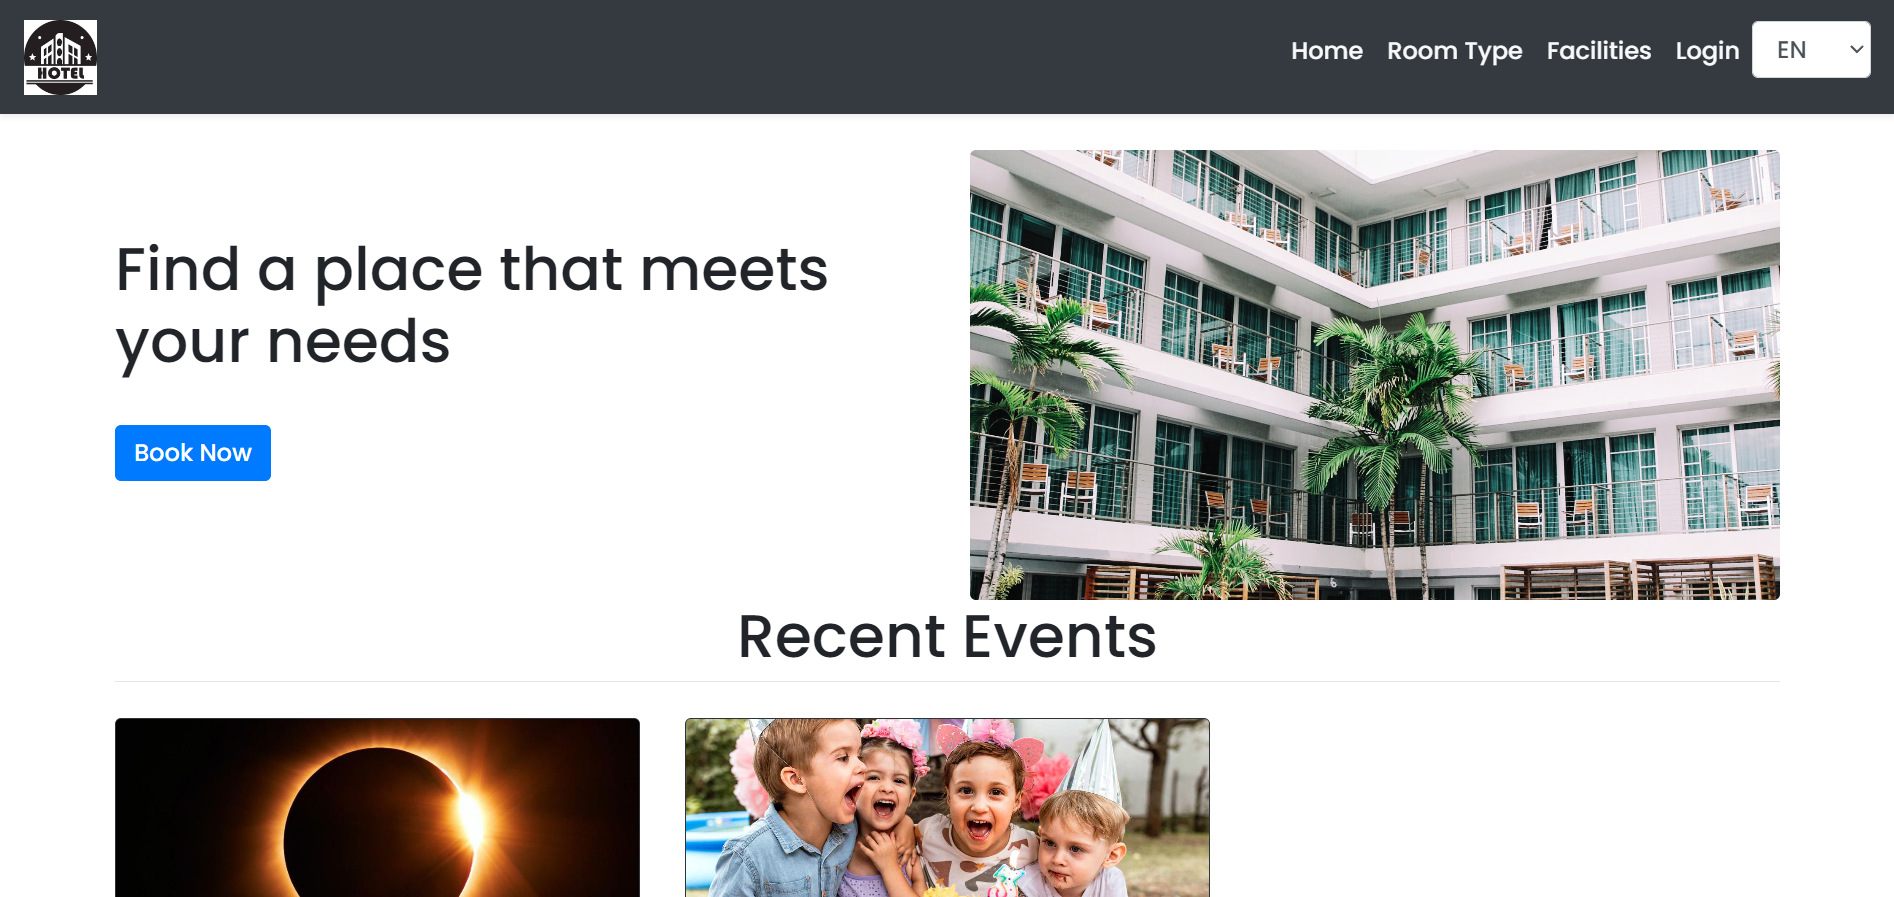 HOTEL
Home Room Type Facilities Login EN
Find a place that meets
your needs
Book Now
Recent Events